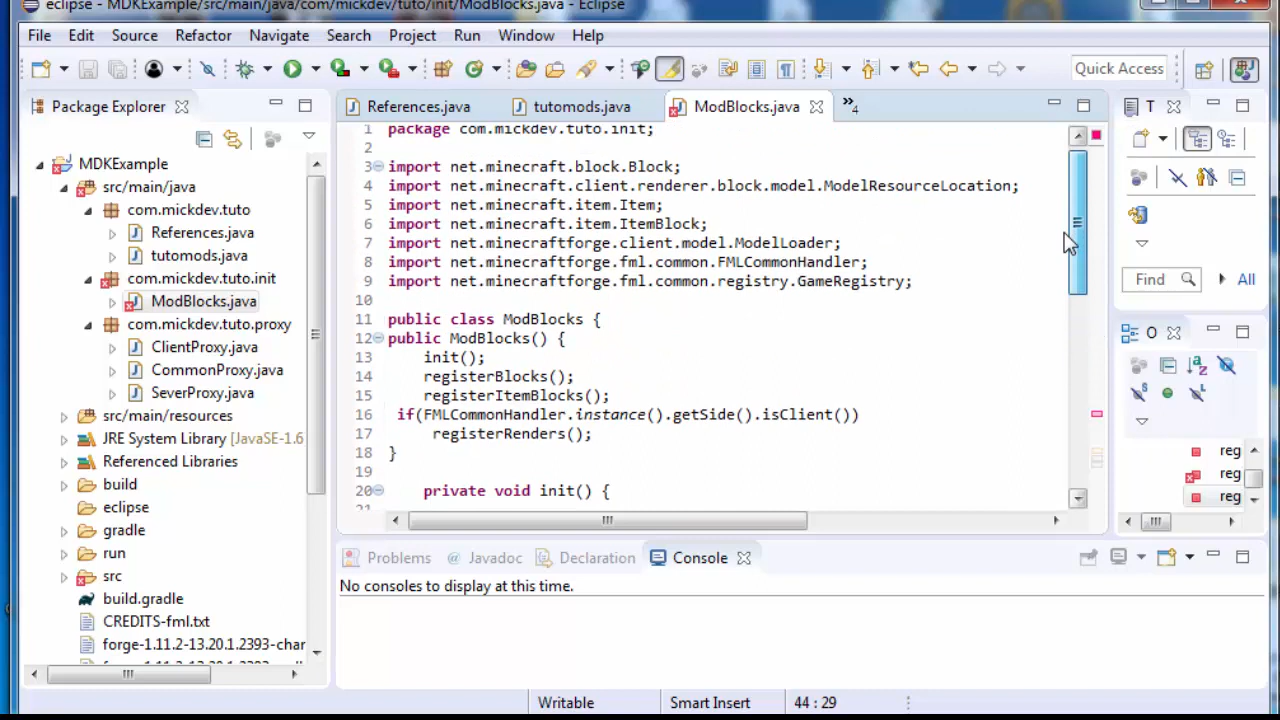 eclipse - MDKExample/src/main/java/com/mickdev/tuto/init/ModBlocks.java - Eclipse
File Edit Source Refactor Navigate Search Project Run Window Help
Quick Access
Package Explorer
MDKExample
src/main/java
com.mickdev.tuto
References.java
tutomods.java
com.mickdev.tuto.init
ModBlocks.java
com.mickdev.tuto.proxy
ClientProxy.java
CommonProxy.java
SeverProxy.java
src/main/resources
JRE System Library [JavaSE-1.6
Referenced Libraries
build
eclipse
gradle
run
src
build.gradle
CREDITS-fml.txt
forge-1.11.2-13.20.1.2393-char
References.java tutomods.java ModBlocks.java »4
1 package com.mickdev.tuto.init;
2
3 import net.minecraft.block.Block;
4 import net.minecraft.client.renderer.block.model.ModelResourceLocation;
5 import net.minecraft.item.Item;
6 import net.minecraft.item.ItemBlock;
7 import net.minecraftforge.client.model.ModelLoader;
8 import net.minecraftforge.fml.common.FMLCommonHandler;
9 import net.minecraftforge.fml.common.registry.GameRegistry;
10
11 public class ModBlocks {
12 public ModBlocks() {
13 init();
14 registerBlocks();
15 registerItemBlocks();
16 if(FMLCommonHandler.instance().getSide().isClient())
17 registerRenders();
18 }
19
20 private void init() {
21
T
Find All
O
reg
reg
reg
Problems @ Javadoc Declaration Console
No consoles to display at this time.
Writable Smart Insert 44 : 29